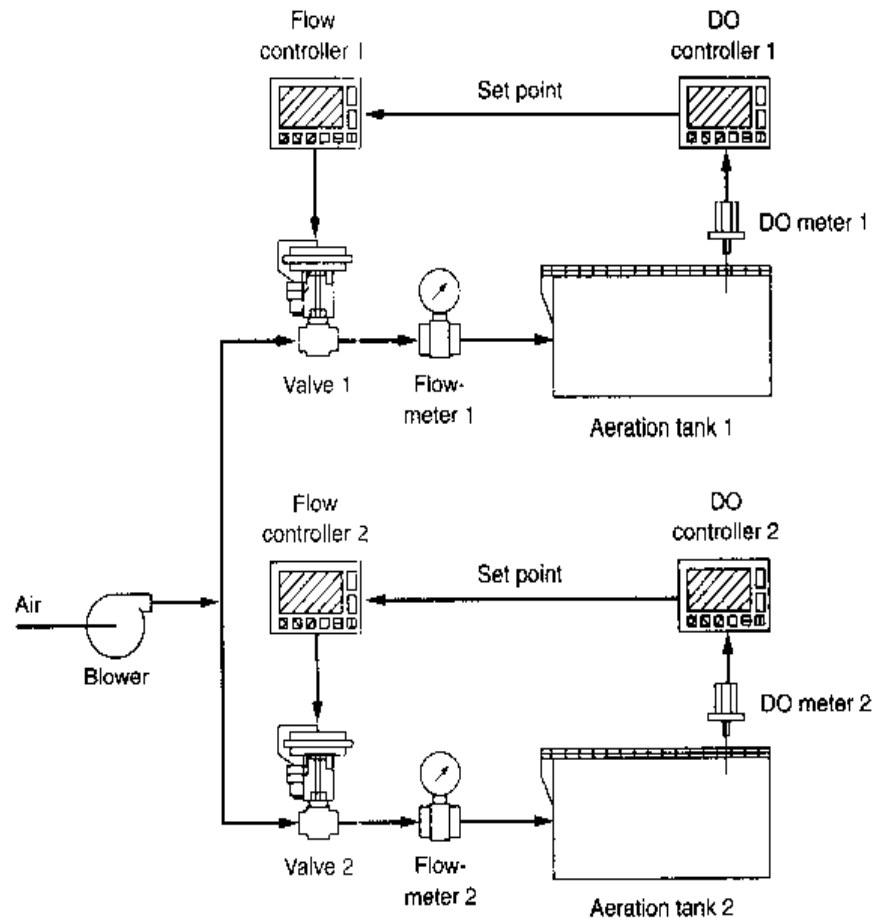 Flow
controller 1
DO
controller 1
Set point
DO meter 1
Valve 1
Flow-
meter 1
Aeration tank 1
Flow
controller 2
DO
controller 2
Set point
Air
Blower
DO meter 2
Valve 2
Flow-
meter 2
Aeration tank 2